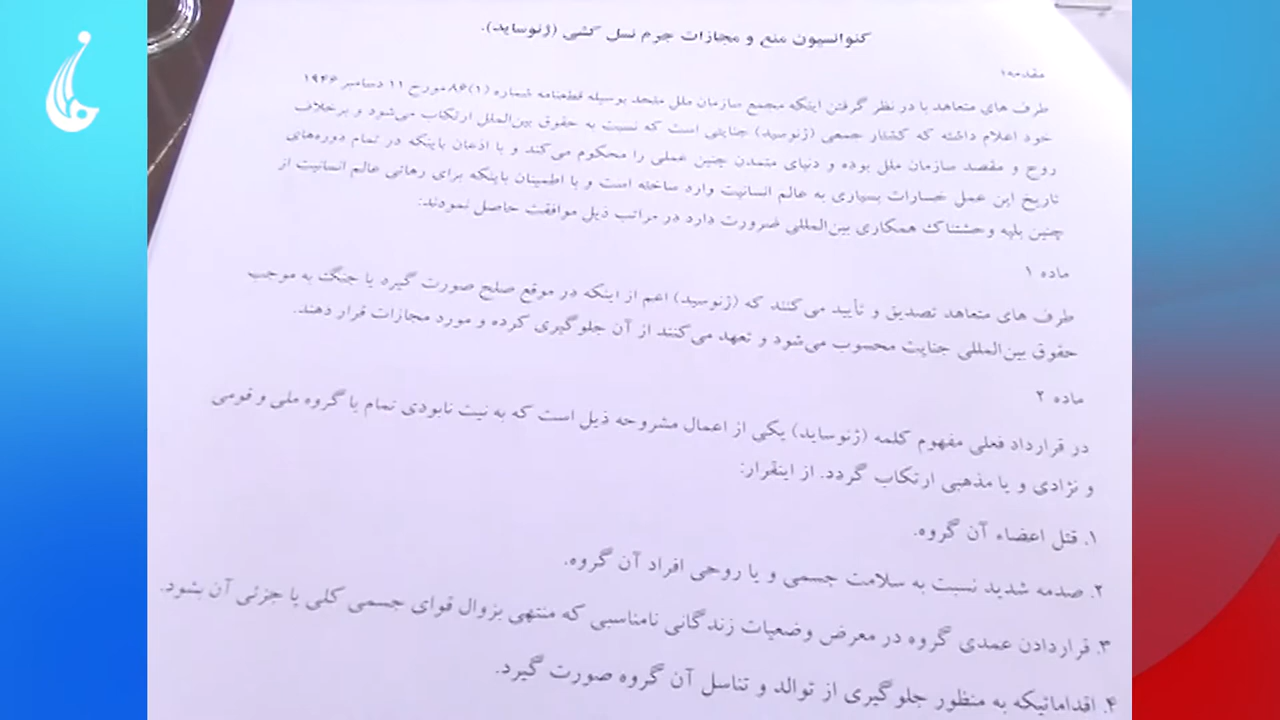 کنوانسیون منع و مجازات جرم نسل کشی (ژنوساید).
مقدمه:
طرف های متعاهد با در نظر گرفتن اینکه مجمع سازمان ملل متحد بوسیله قطعنامه شماره (۱)۸۶مورح ۱۱ دسامبر ۱۹۴۶
خود اعلام داشته که کشتار جمعی (ژنوسید) جنایتی است که نسبت به حقوق بین‌الملل ارتکاب می‌شود و برخلاف
روح و مقصد سازمان ملل بوده و دنیای متمدن چنین عملی را محکوم می‌کند و با اذعان باینکه در تمام دوره‌های
تاریخ این عمل خسارات بسیاری به عالم انسانیت وارد ساخته است و با اطمینان باینکه برای رهائی عالم انسانیت از
چنین بلیه وحشتناک همکاری بین‌المللی ضرورت دارد در مراتب ذیل موافقت حاصل نمودند:
ماده ۱
طرف های متعاهد تصدیق و تأیید می‌کنند که (ژنوسید) اعم از اینکه در موقع صلح صورت گیرد یا جنگ به موجب
حقوق بین‌المللی جنایت محسوب می‌شود و تعهد می‌کنند از آن جلوگیری کرده و مورد مجازات قرار دهند.
ماده ۲
در قرارداد فعلی مفهوم کلمه (ژنوساید) یکی از اعمال مشروحه ذیل است که به نیت نابودی تمام یا گروه ملی و قومی
و نژادی و یا مذهبی ارتکاب گردد. از اینقرار:
۱. قتل اعضاء آن گروه.
۲. صدمه شدید نسبت به سلامت جسمی و یا روحی افراد آن گروه.
۳. قراردادن عمدی گروه در معرض وضعیات زندگانی نامناسبی که منتهی بزوال قوای جسمی کلی یا جزئی آن بشود.
۴. اقداماتیکه به منظور جلوگیری از توالد و تناسل آن گروه صورت گیرد.